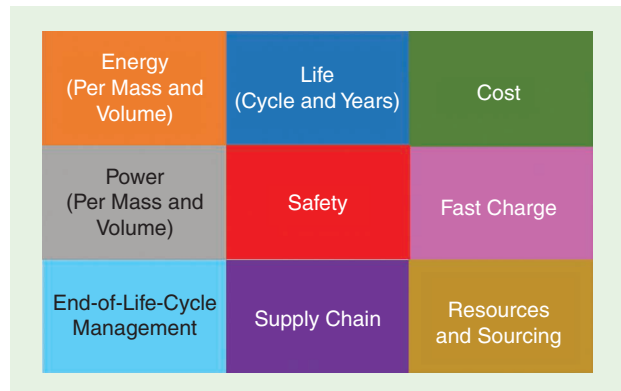 Energy
(Per Mass and
Volume)
Life
(Cycle and Years)
Cost
Power
(Per Mass and
Volume)
Safety
Fast Charge
End-of-Life-Cycle
Management
Supply Chain
Resources
and Sourcing